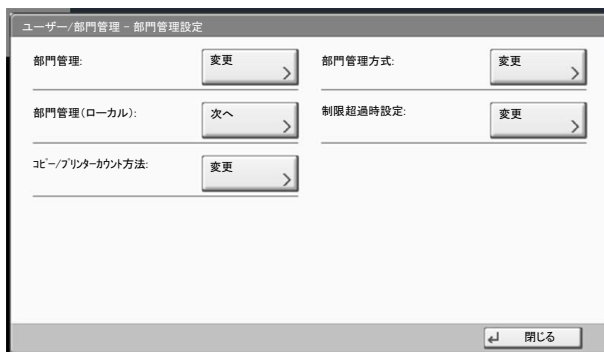 ユーザー/部門管理 - 部門管理設定
部門管理: 変更 部門管理方式: 変更
部門管理(ローカル): 次へ 制限超過時設定: 変更
コピー/プリンターカウント方法: 変更
閉じる